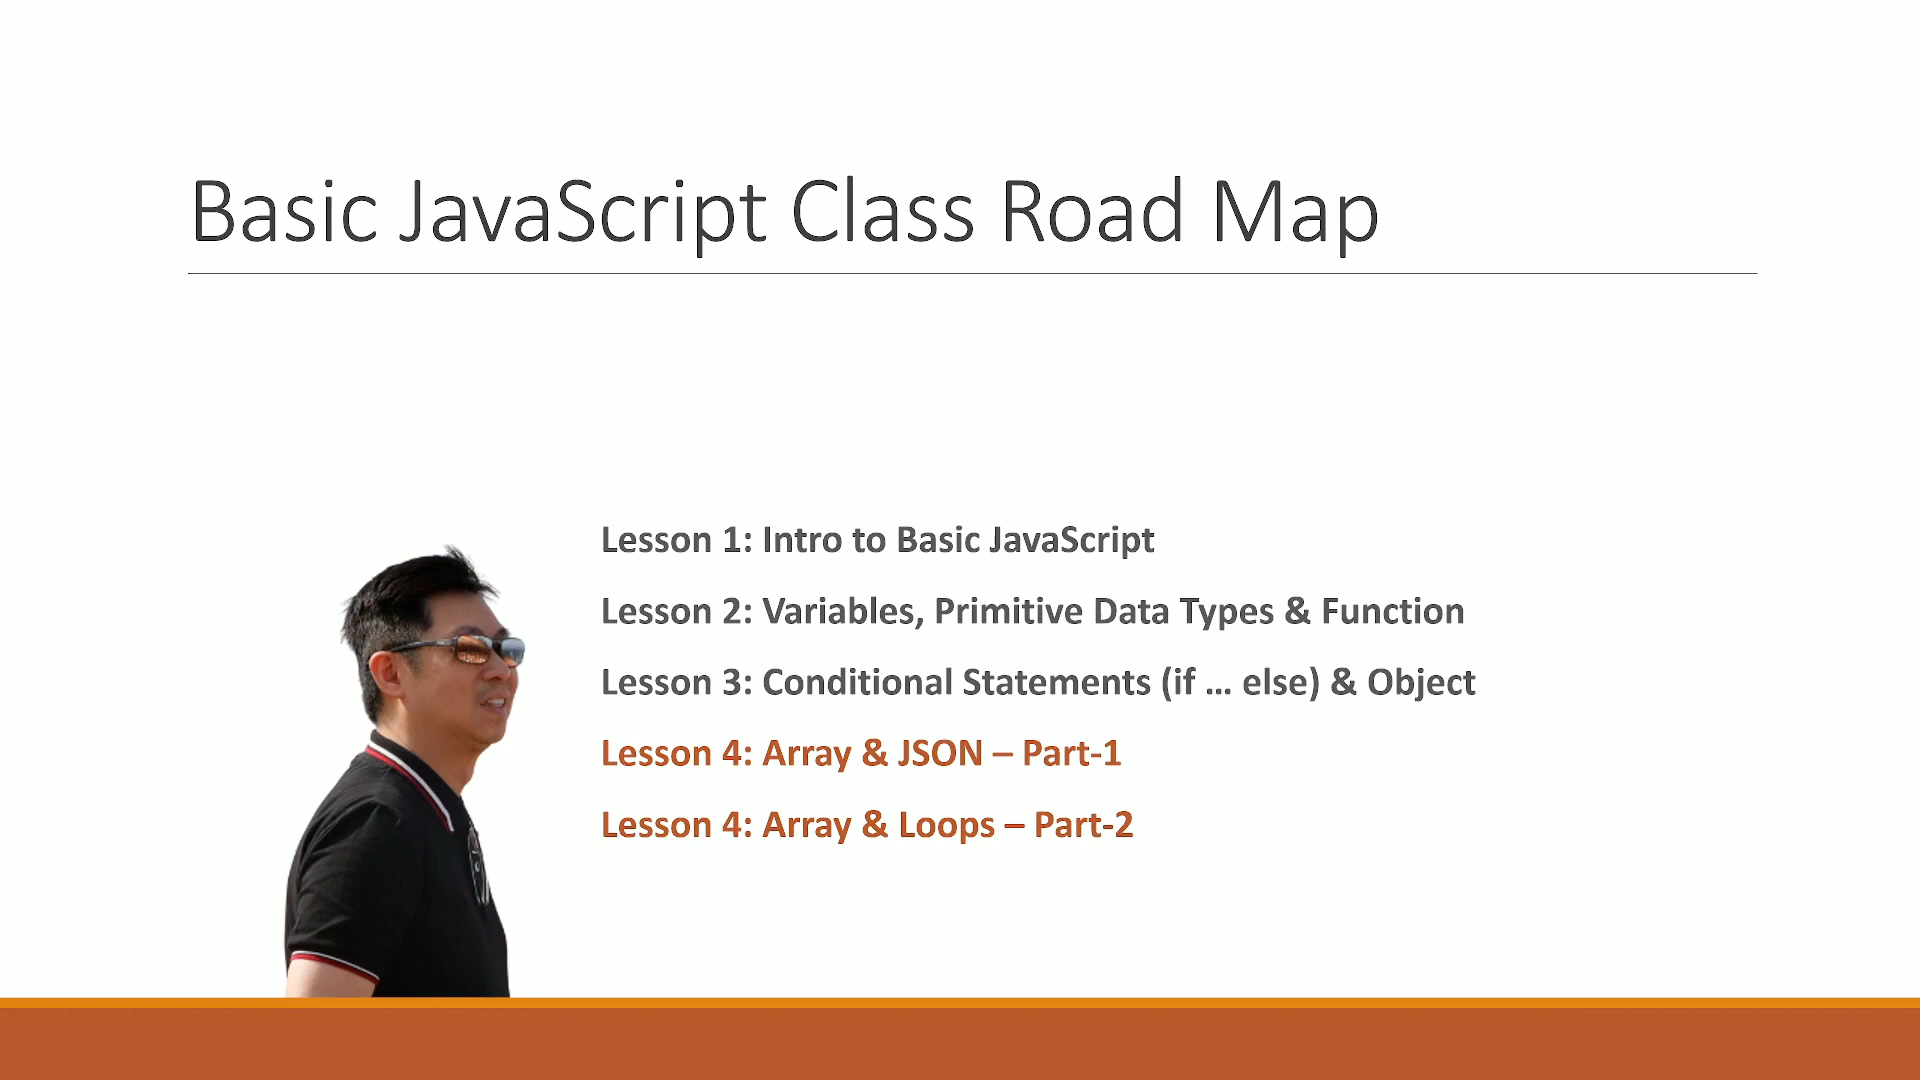 Basic JavaScript Class Road Map
Lesson 1: Intro to Basic JavaScript
Lesson 2: Variables, Primitive Data Types & Function
Lesson 3: Conditional Statements (if … else) & Object
Lesson 4: Array & JSON – Part-1
Lesson 4: Array & Loops – Part-2